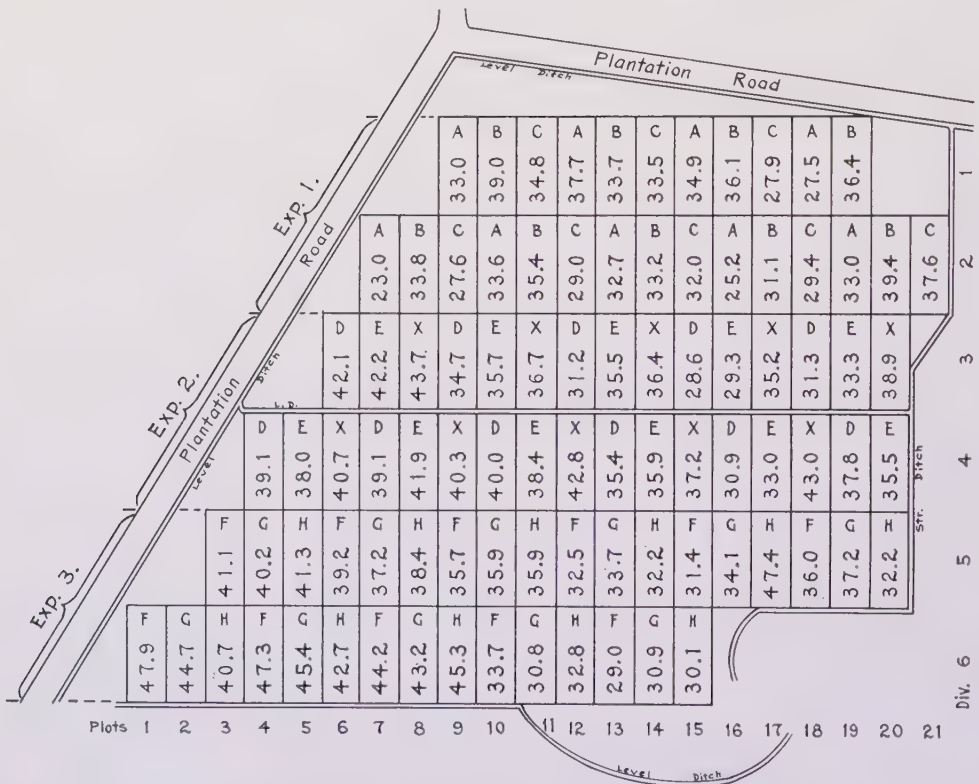 Plantation Road
Level Ditch
Exp. 1.
Exp. 2.
Exp. 3.
Plantation Road
Level Ditch
A B C A B C A B C A B
33.0 39.0 34.8 37.7 33.7 33.5 34.9 36.1 27.9 27.5 36.4
1
A B C A B C A B C A B C A B C
23.0 33.8 27.6 33.6 35.4 29.0 32.7 33.2 32.0 25.2 31.1 29.4 33.0 39.4 37.6
2
D E X D E X D E X D E X D E X
42.1 42.2 43.7 34.7 35.7 36.7 31.2 35.5 36.4 28.6 29.3 35.2 31.3 33.3 38.9
3
L. D.
D E X D E X D E X D E X D E X D E
39.1 38.0 40.7 39.1 41.9 40.3 40.0 38.4 42.8 35.4 35.9 37.2 30.9 33.0 43.0 37.8 35.5
4
Str. Ditch
F G H F G H F G H F G H F G H F G H
41.1 40.2 41.3 39.2 37.2 38.4 35.7 35.9 35.9 32.5 33.7 32.2 31.4 34.1 47.4 36.0 37.2 32.2
5
F G H F G H F G H F G H F G H
47.9 44.7 40.7 47.3 45.4 42.7 44.2 43.2 45.3 33.7 30.8 32.8 29.0 30.9 30.1
Div. 6
Plots 1 2 3 4 5 6 7 8 9 10 11 12 13 14 15 16 17 18 19 20 21
Level Ditch